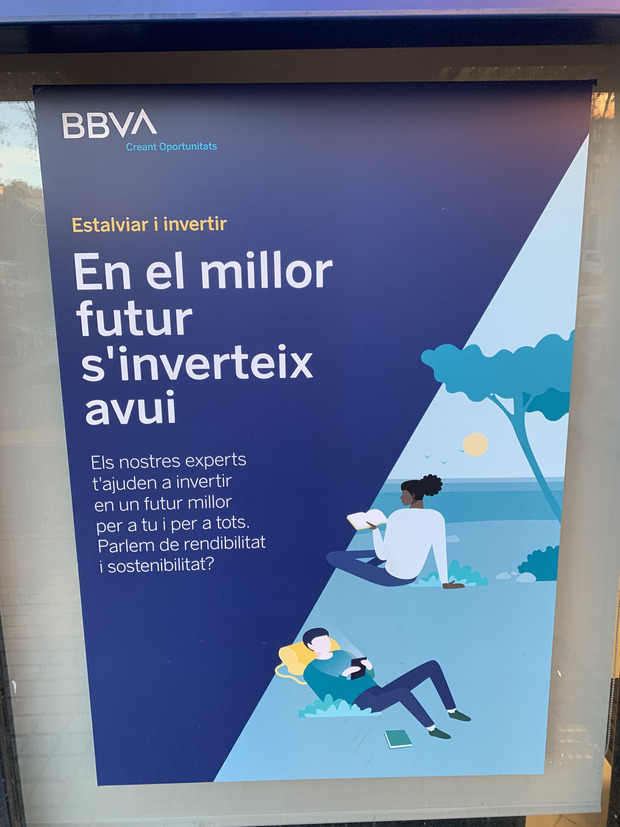 BBVA
Creant Oportunitats
Estalviar i invertir
En el millor
futur
s'inverteix
avui
Els nostres experts
t'ajuden a invertir
en un futur millor
per a tu i per a tots.
Parlem de rendibilitat
i sostenibilitat?